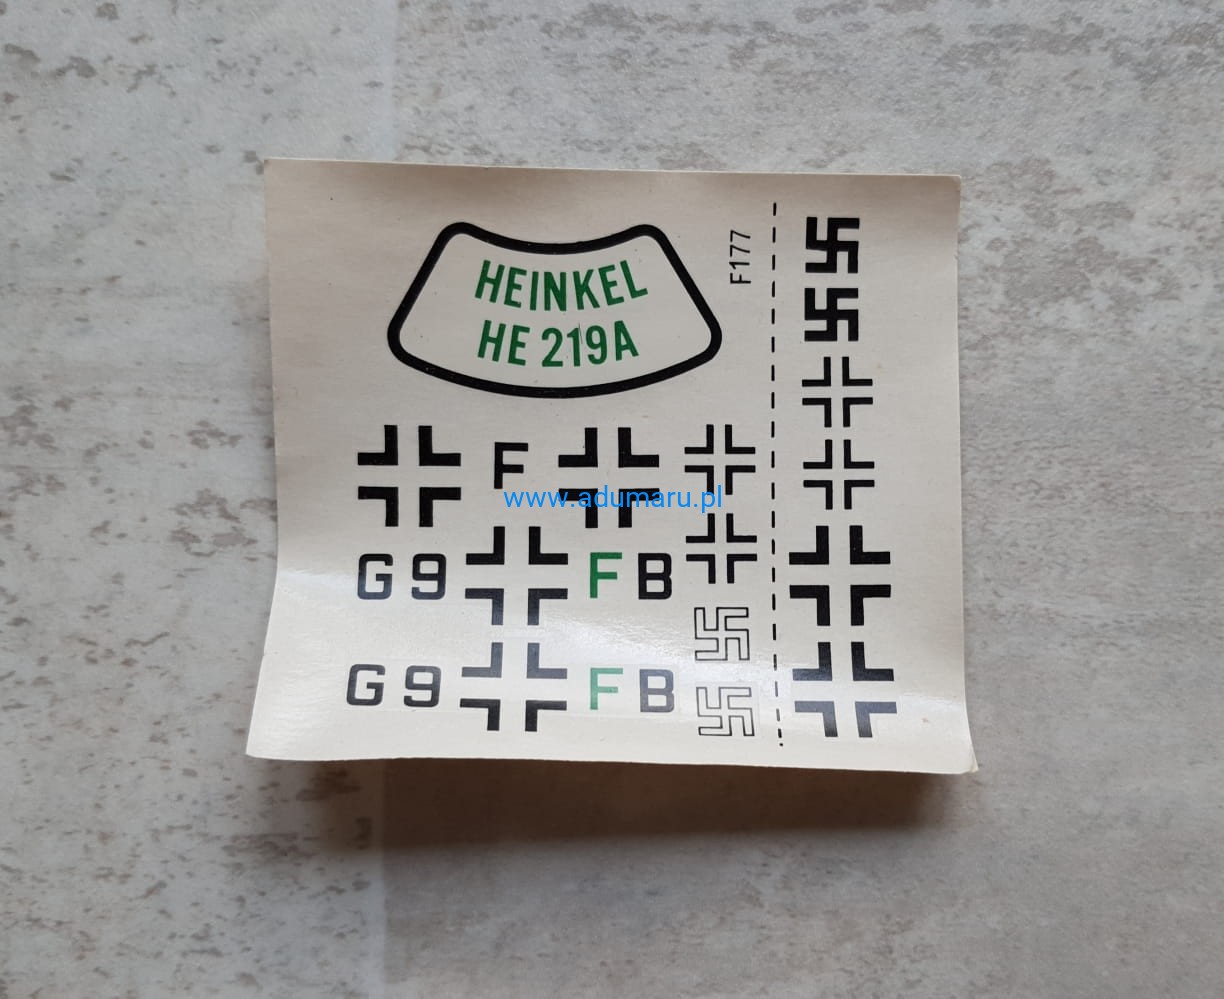 HEINKEL
HE 219A
F177
F
www.adumaru.pl
G9 FB
G9 FB